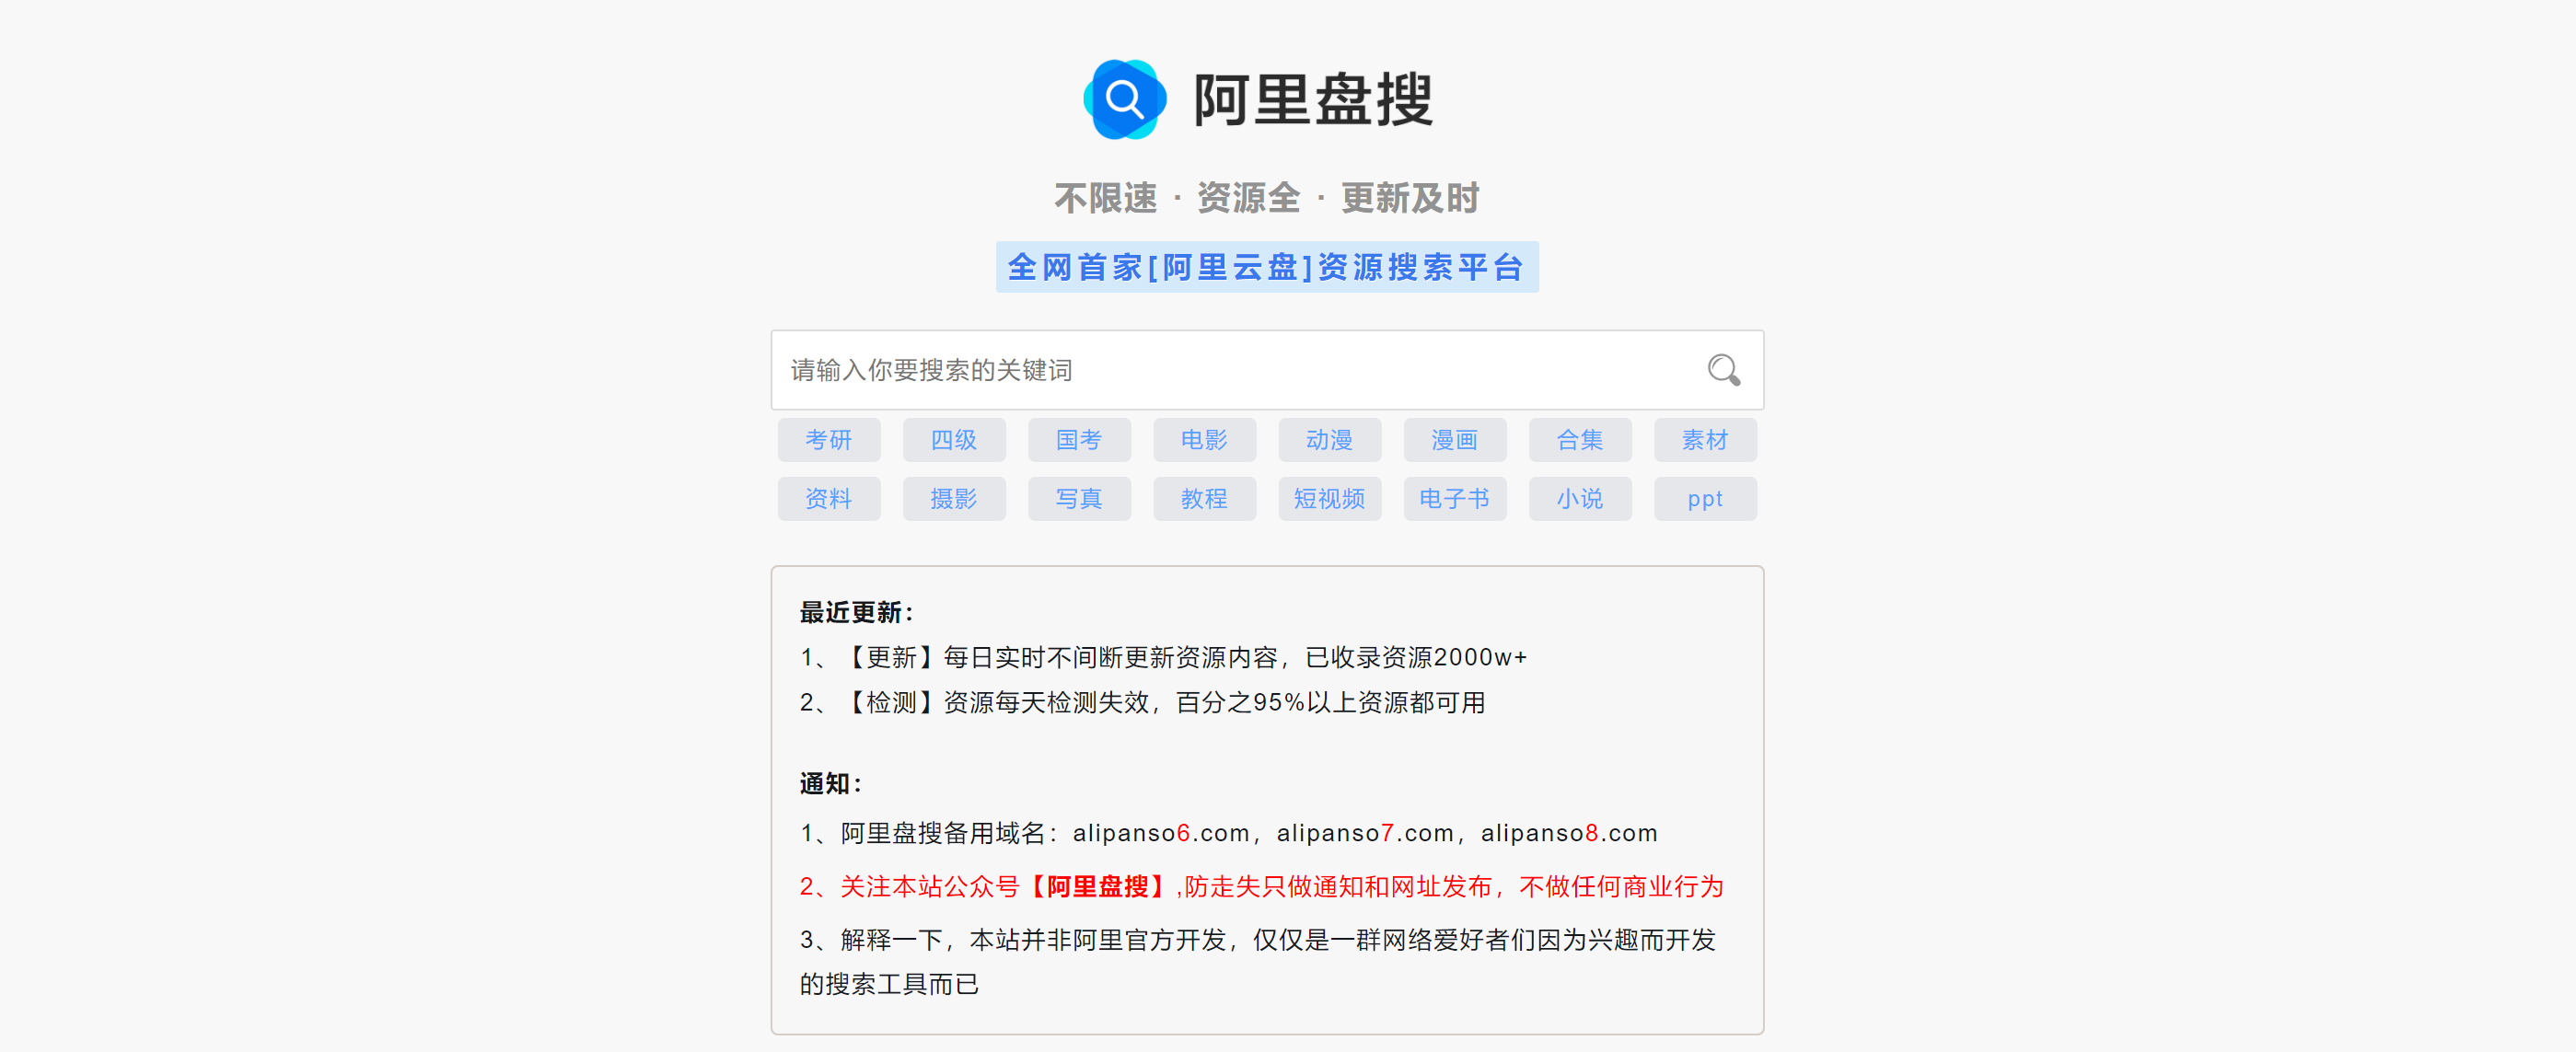 阿里盘搜
不限速 · 资源全 · 更新及时
全网首家[阿里云盘]资源搜索平台
请输入你要搜索的关键词
考研 四级 国考 电影 动漫 漫画 合集 素材
资料 摄影 写真 教程 短视频 电子书 小说 ppt
最近更新：
1、【更新】每日实时不间断更新资源内容，已收录资源2000w+
2、【检测】资源每天检测失效，百分之95%以上资源都可用
通知：
1、阿里盘搜备用域名：alipanso6.com，alipanso7.com，alipanso8.com
2、关注本站公众号【阿里盘搜】,防走失只做通知和网址发布，不做任何商业行为
3、解释一下，本站并非阿里官方开发，仅仅是一群网络爱好者们因为兴趣而开发
的搜索工具而已